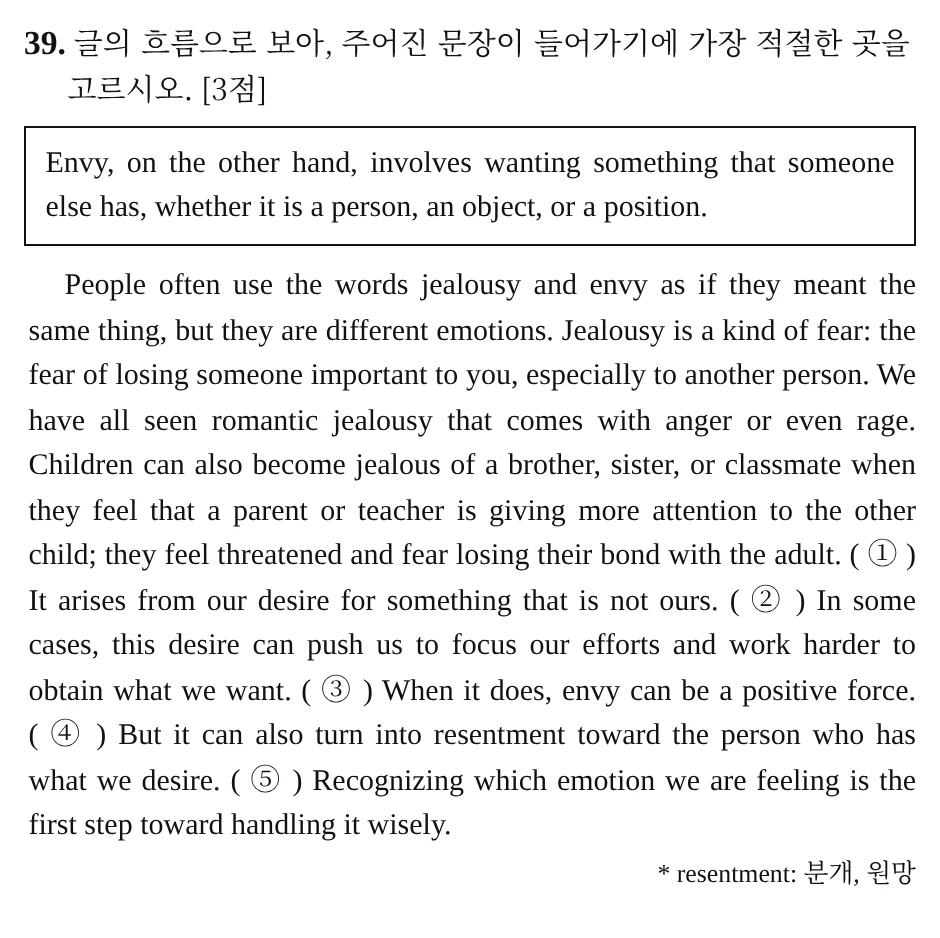 39. 글의 흐름으로 보아, 주어진 문장이 들어가기에 가장 적절한 곳을
고르시오. [3점]
Envy, on the other hand, involves wanting something that someone
else has, whether it is a person, an object, or a position.
People often use the words jealousy and envy as if they meant the
same thing, but they are different emotions. Jealousy is a kind of fear: the
fear of losing someone important to you, especially to another person. We
have all seen romantic jealousy that comes with anger or even rage.
Children can also become jealous of a brother, sister, or classmate when
they feel that a parent or teacher is giving more attention to the other
child; they feel threatened and fear losing their bond with the adult. ( ① )
It arises from our desire for something that is not ours. ( ② ) In some
cases, this desire can push us to focus our efforts and work harder to
obtain what we want. ( ③ ) When it does, envy can be a positive force.
( ④ ) But it can also turn into resentment toward the person who has
what we desire. ( ⑤ ) Recognizing which emotion we are feeling is the
first step toward handling it wisely.
* resentment: 분개, 원망